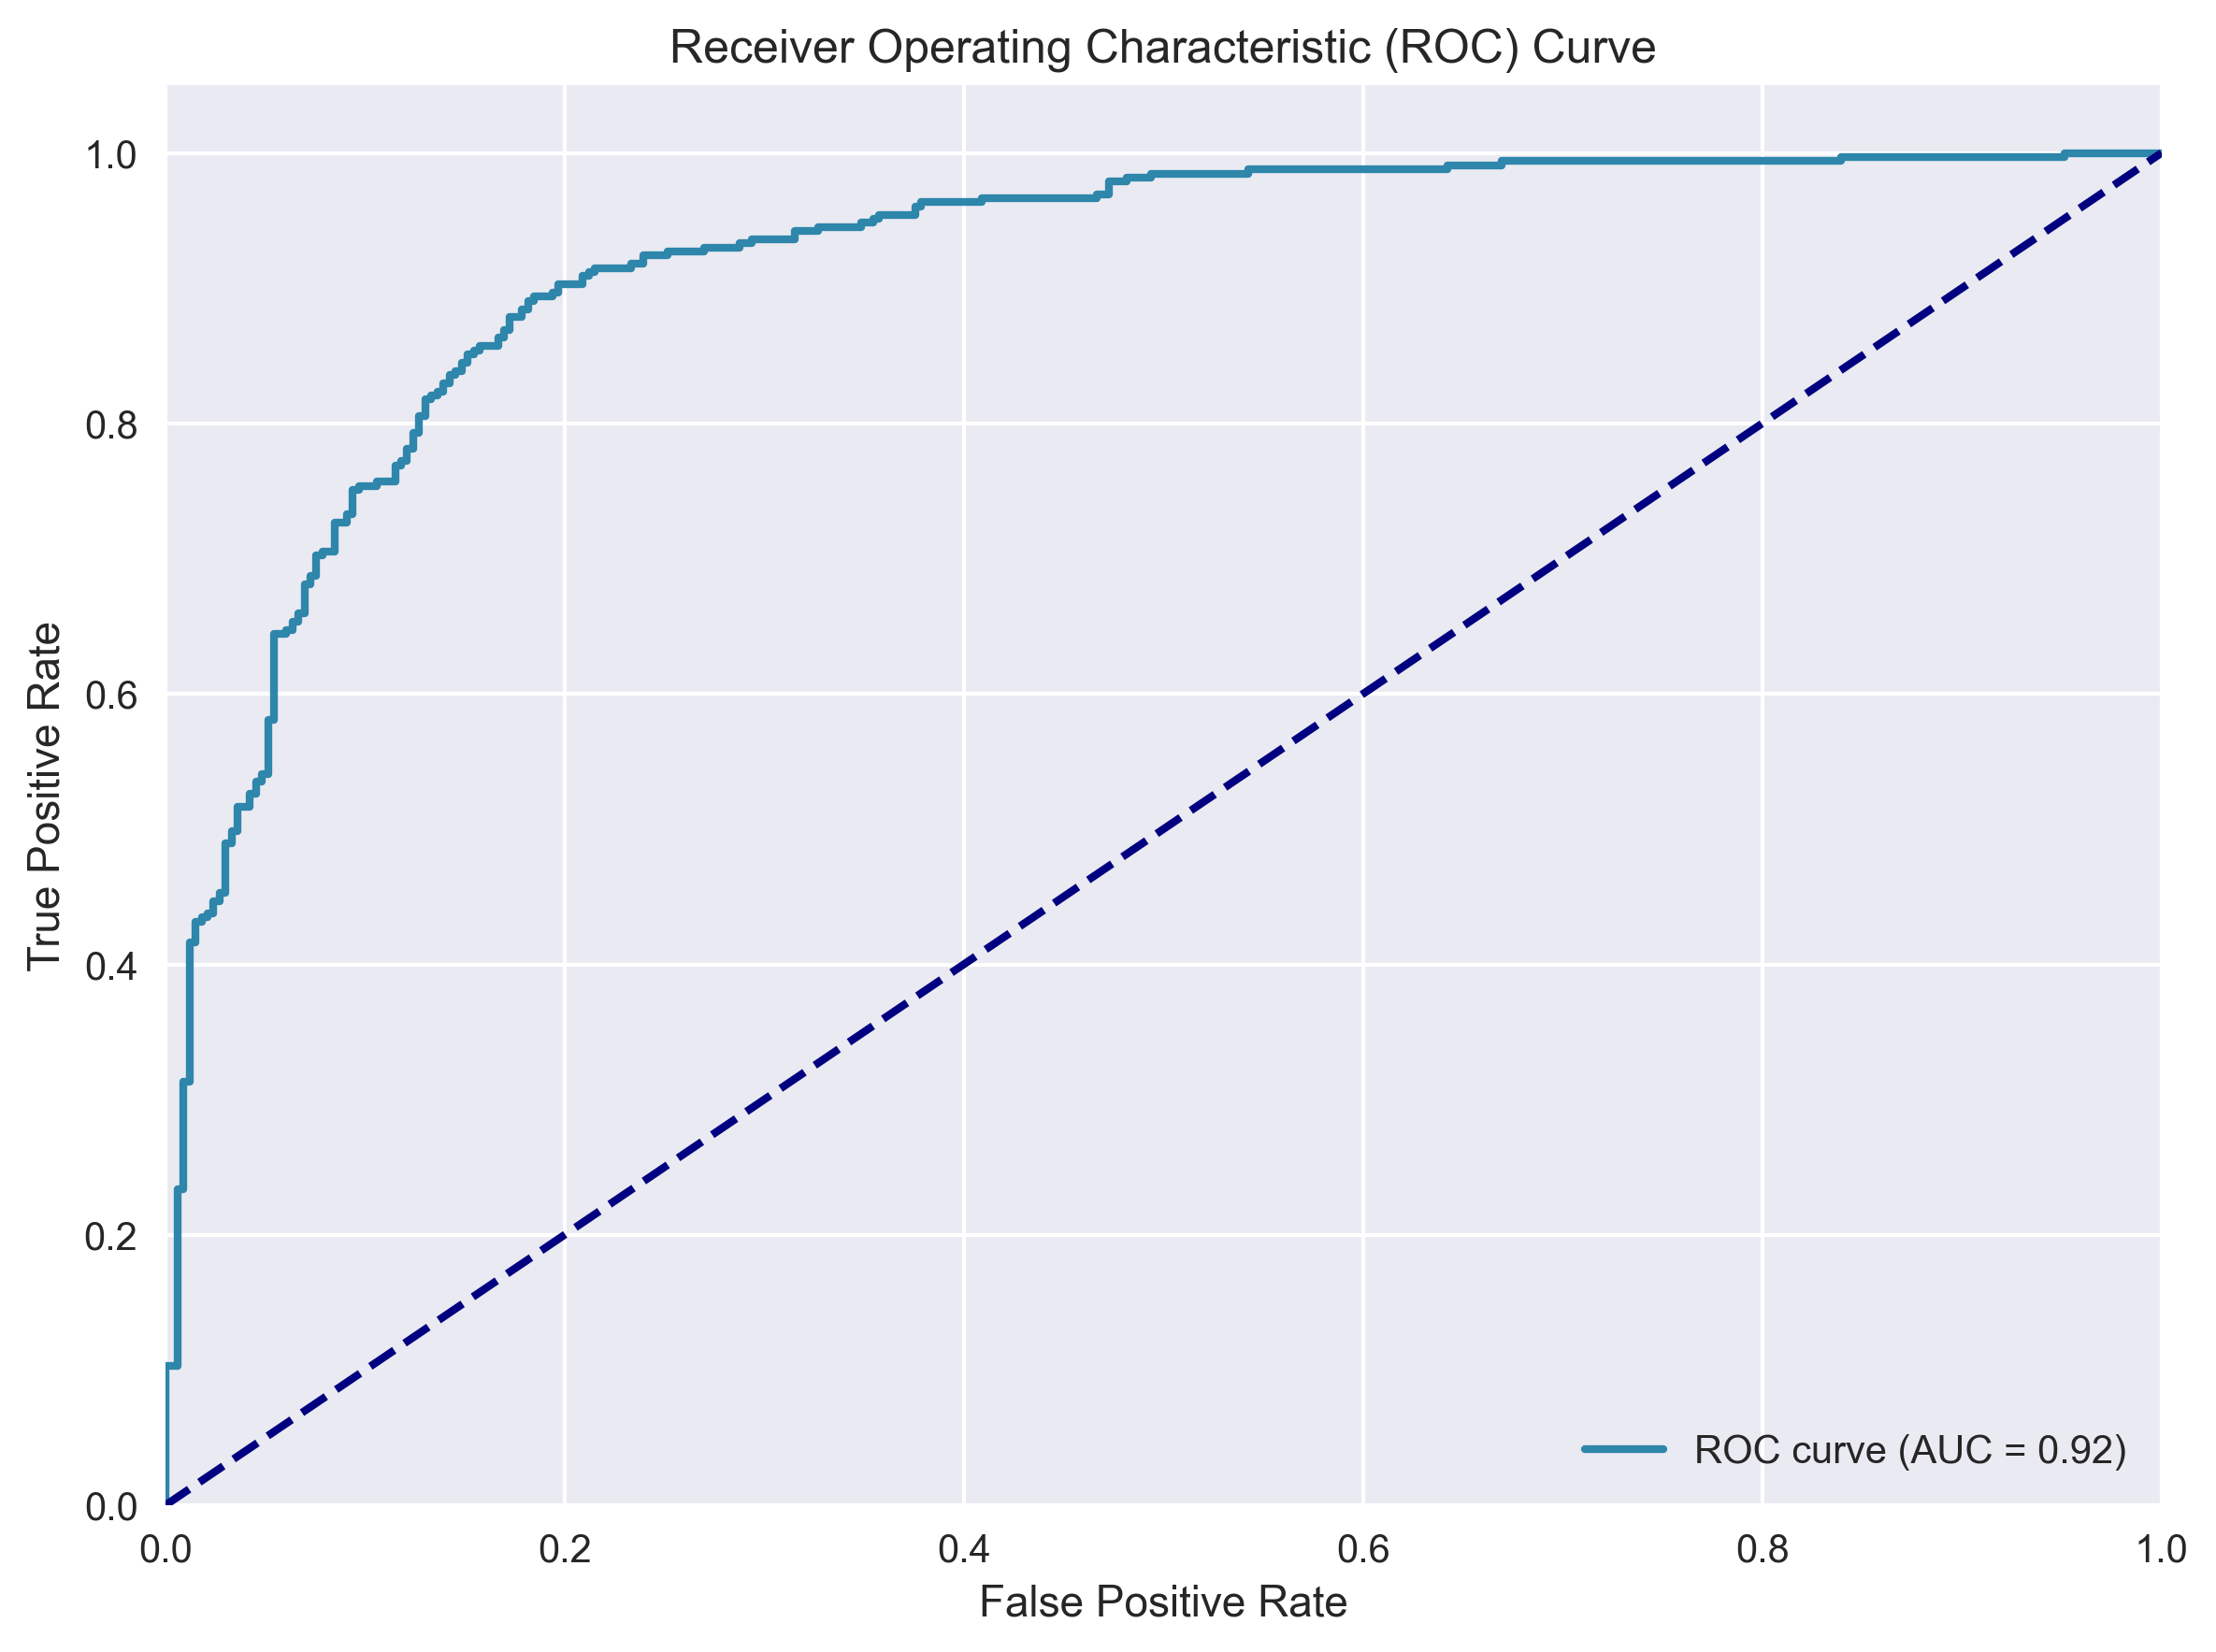 Receiver Operating Characteristic (ROC) Curve
1.0
0.8
0.6
0.4
0.2
0.0
True Positive Rate
ROC curve (AUC = 0.92)
0.0 0.2 0.4 0.6 0.8 1.0
False Positive Rate